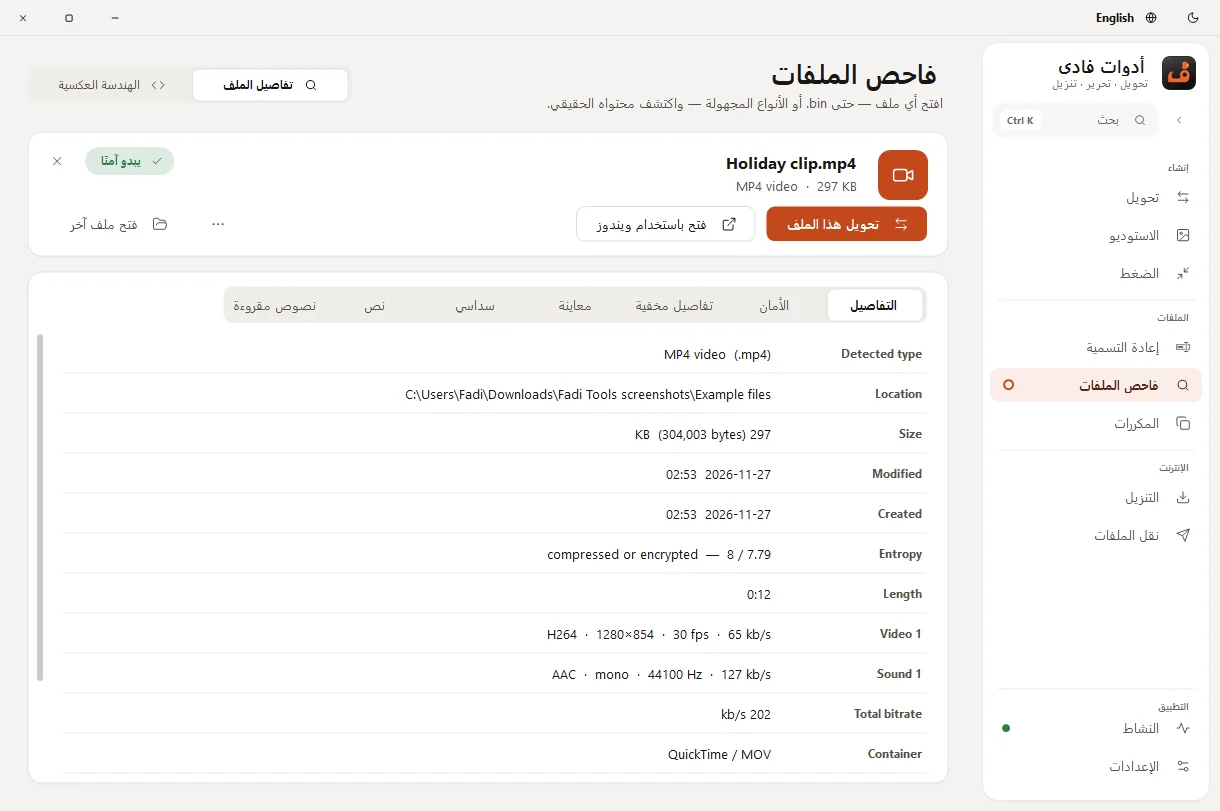 English
أدوات فادي
تحويل · تحرير · تنزيل
بحث
Ctrl K
إنشاء
تحويل
الاستوديو
الضغط
الملفات
إعادة التسمية
فاحص الملفات
المكررات
الإنترنت
التنزيل
نقل الملفات
التطبيق
النشاط
الإعدادات
فاحص الملفات
افتح أي ملف — حتى bin. أو الأنواع المجهولة — واكتشف محتواه الحقيقي.
تفاصيل الملف
الهندسة العكسية
Holiday clip.mp4
MP4 video · 297 KB
يبدو آمنًا
تحويل هذا الملف
فتح باستخدام ويندوز
فتح ملف آخر
التفاصيل
الأمان
تفاصيل مخفية
معاينة
سداسي
نص
نصوص مقروءة
Detected type
MP4 video (.mp4)
Location
C:\Users\Fadi\Downloads\Fadi Tools screenshots\Example files
Size
KB (304,003 bytes) 297
Modified
02:53 2026-11-27
Created
02:53 2026-11-27
Entropy
compressed or encrypted — 8 / 7.79
Length
0:12
Video 1
H264 · 1280×854 · 30 fps · 65 kb/s
Sound 1
AAC · mono · 44100 Hz · 127 kb/s
Total bitrate
kb/s 202
Container
QuickTime / MOV